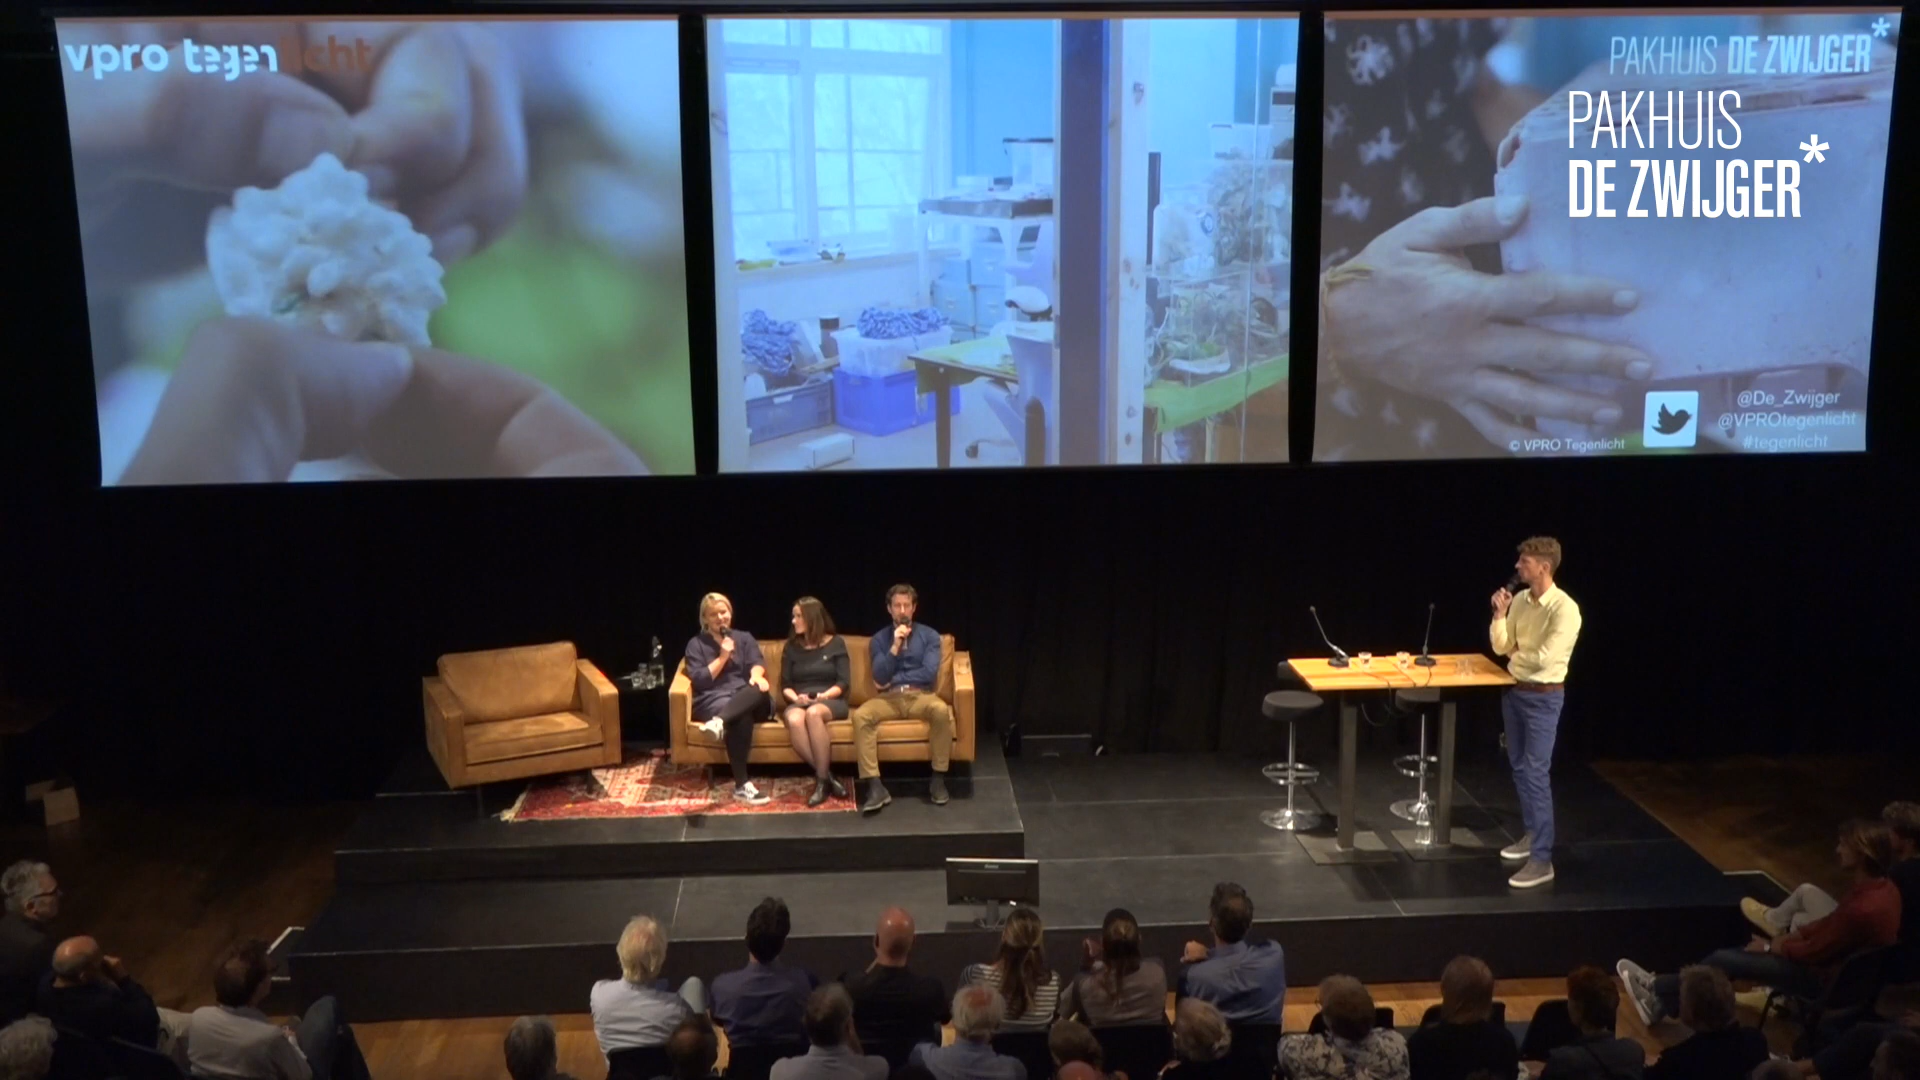 vpro tegenlicht
PAKHUIS DE ZWIJGER*
PAKHUIS
DE ZWIJGER*
@De_Zwijger
@VPROtegenlicht
#tegenlicht
© VPRO Tegenlicht